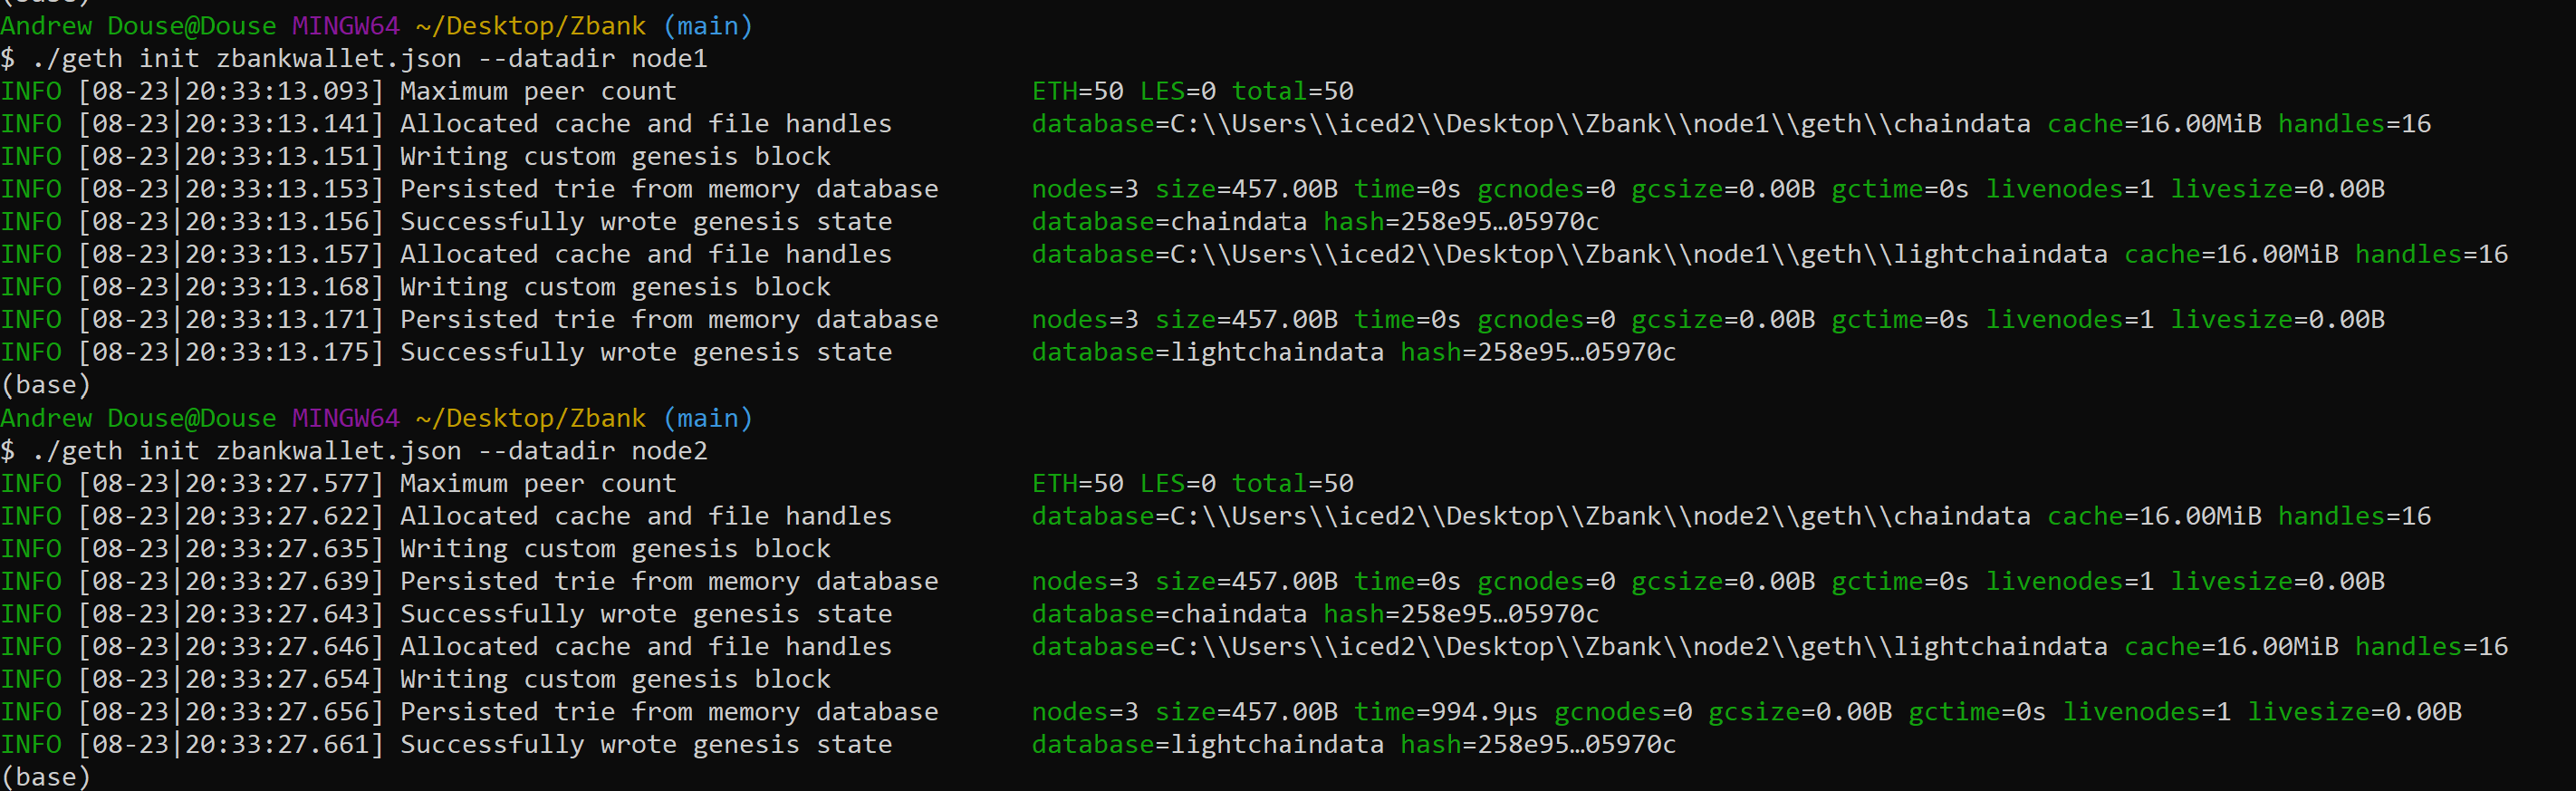 (base)
Andrew Douse@Douse MINGW64 ~/Desktop/Zbank (main)
$ ./geth init zbankwallet.json --datadir node1
INFO [08-23|20:33:13.093] Maximum peer count ETH=50 LES=0 total=50
INFO [08-23|20:33:13.141] Allocated cache and file handles database=C:\\Users\\iced2\\Desktop\\Zbank\\node1\\geth\\chaindata cache=16.00MiB handles=16
INFO [08-23|20:33:13.151] Writing custom genesis block
INFO [08-23|20:33:13.153] Persisted trie from memory database nodes=3 size=457.00B time=0s gcnodes=0 gcsize=0.00B gctime=0s livenodes=1 livesize=0.00B
INFO [08-23|20:33:13.156] Successfully wrote genesis state database=chaindata hash=258e95…05970c
INFO [08-23|20:33:13.157] Allocated cache and file handles database=C:\\Users\\iced2\\Desktop\\Zbank\\node1\\geth\\lightchaindata cache=16.00MiB handles=16
INFO [08-23|20:33:13.168] Writing custom genesis block
INFO [08-23|20:33:13.171] Persisted trie from memory database nodes=3 size=457.00B time=0s gcnodes=0 gcsize=0.00B gctime=0s livenodes=1 livesize=0.00B
INFO [08-23|20:33:13.175] Successfully wrote genesis state database=lightchaindata hash=258e95…05970c
(base)
Andrew Douse@Douse MINGW64 ~/Desktop/Zbank (main)
$ ./geth init zbankwallet.json --datadir node2
INFO [08-23|20:33:27.577] Maximum peer count ETH=50 LES=0 total=50
INFO [08-23|20:33:27.622] Allocated cache and file handles database=C:\\Users\\iced2\\Desktop\\Zbank\\node2\\geth\\chaindata cache=16.00MiB handles=16
INFO [08-23|20:33:27.635] Writing custom genesis block
INFO [08-23|20:33:27.639] Persisted trie from memory database nodes=3 size=457.00B time=0s gcnodes=0 gcsize=0.00B gctime=0s livenodes=1 livesize=0.00B
INFO [08-23|20:33:27.643] Successfully wrote genesis state database=chaindata hash=258e95…05970c
INFO [08-23|20:33:27.646] Allocated cache and file handles database=C:\\Users\\iced2\\Desktop\\Zbank\\node2\\geth\\lightchaindata cache=16.00MiB handles=16
INFO [08-23|20:33:27.654] Writing custom genesis block
INFO [08-23|20:33:27.656] Persisted trie from memory database nodes=3 size=457.00B time=994.9µs gcnodes=0 gcsize=0.00B gctime=0s livenodes=1 livesize=0.00B
INFO [08-23|20:33:27.661] Successfully wrote genesis state database=lightchaindata hash=258e95…05970c
(base)